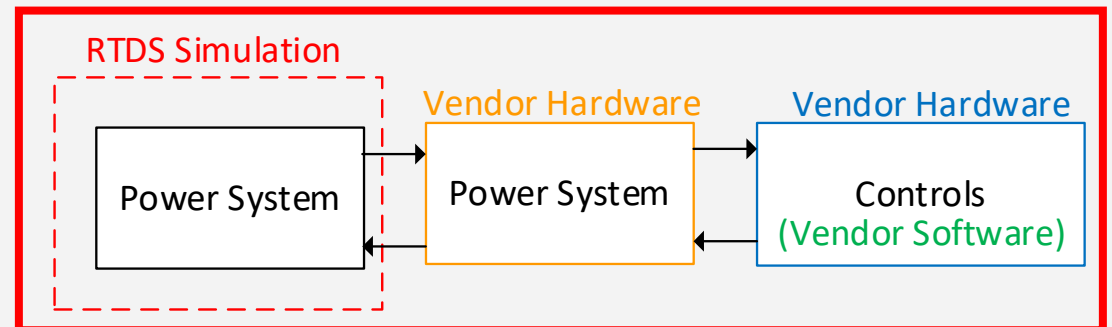 RTDS Simulation
Power System
Vendor Hardware
Power System
Vendor Hardware
Controls
(Vendor Software)